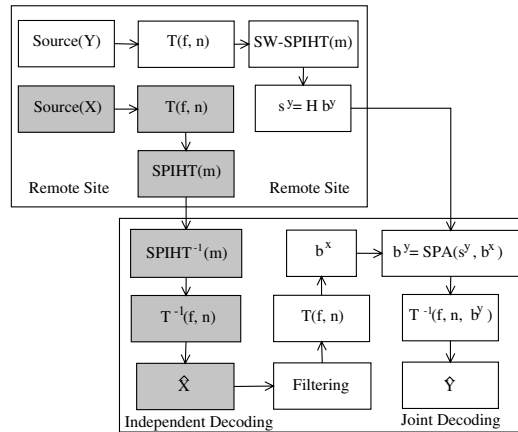 Source(Y)
T(f, n)
SW-SPIHT(m)
Source(X)
T(f, n)
s^y = H b^y
SPIHT(m)
Remote Site
Remote Site
SPIHT^-1(m)
b^x
b^y = SPA(s^y, b^x)
T^-1(f, n)
T(f, n)
T^-1(f, n, b^y)
X̂
Filtering
Ŷ
Independent Decoding
Joint Decoding